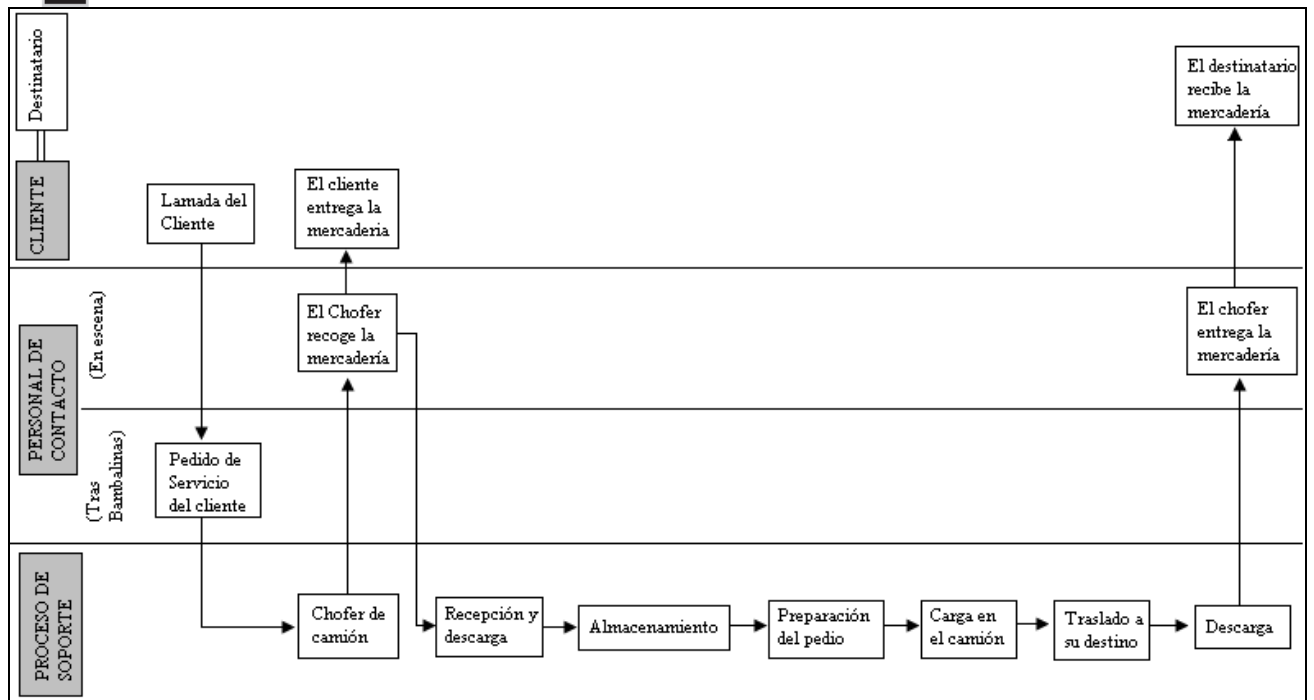 Destinatario
CLIENTE
Lamada del
Cliente
El cliente
entrega la
mercaderia
El destinatario
recibe la
mercadería
PERSONAL DE
CONTACTO
(En escena)
El Chofer
recoge la
mercadería
El chofer
entrega la
mercadería
(Tras
Bambalinas)
Pedido de
Servicio
del cliente
PROCESO DE
SOPORTE
Chofer de
camión
Recepción y
descarga
Almacenamiento
Preparación
del pedio
Carga en
el camión
Traslado a
su destino
Descarga